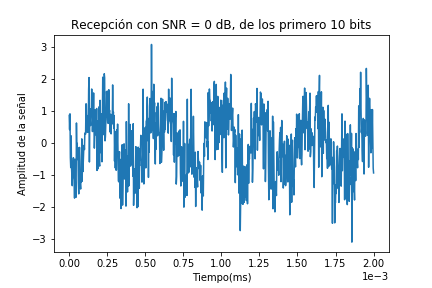 Recepción con SNR = 0 dB, de los primero 10 bits
Amplitud de la señal
3
2
1
0
−1
−2
−3
0.00 0.25 0.50 0.75 1.00 1.25 1.50 1.75 2.00
Tiempo(ms)
1e−3